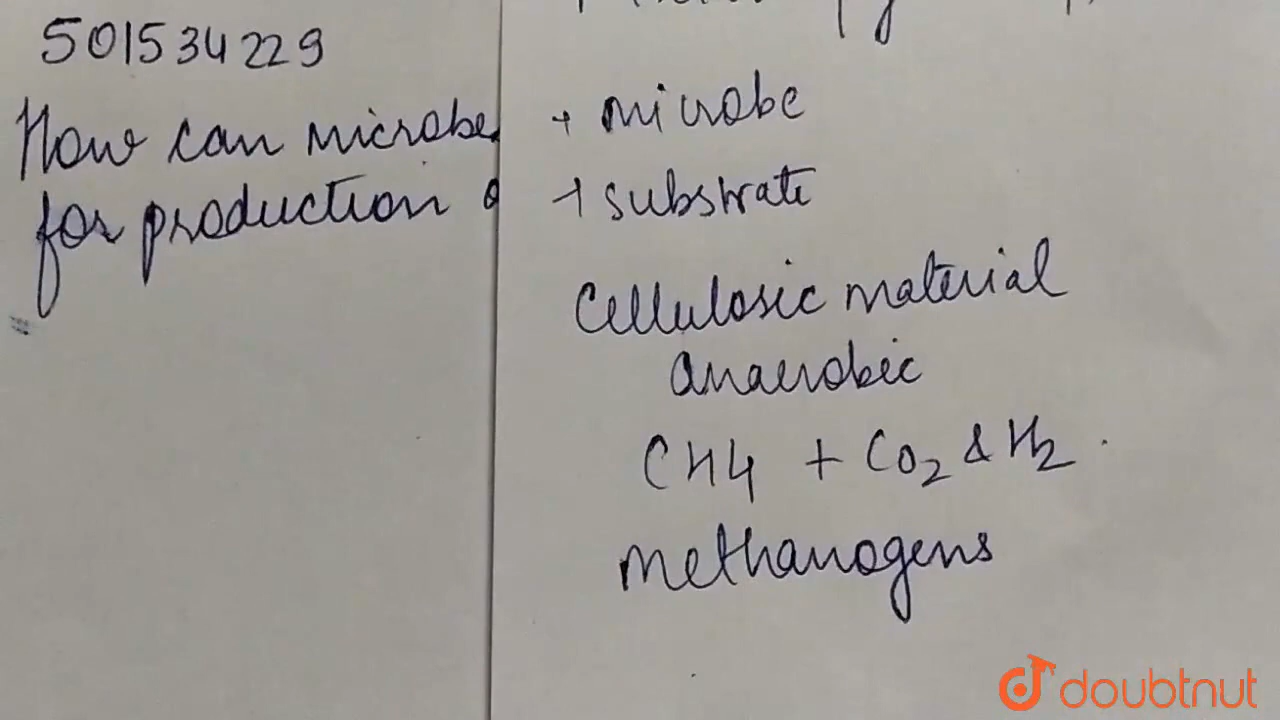 501534229
How can microbe
for production
+ microbe
+ substrate
Cellulosic material
anaerobic
CH4 + CO2 & H2
methanogens
doubtnut